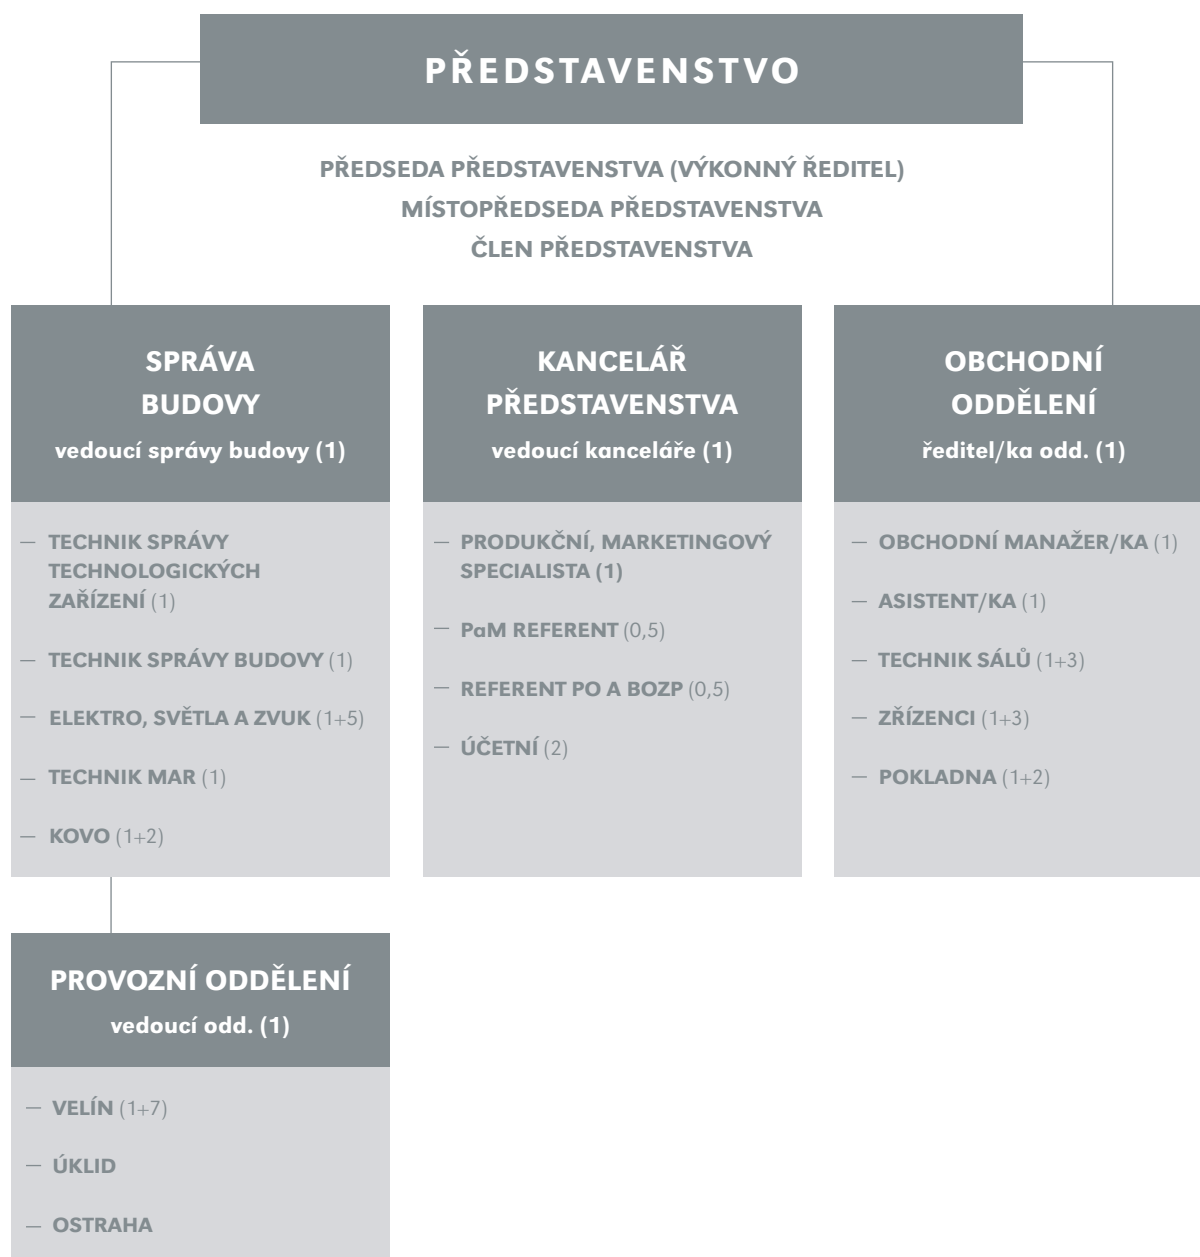 PŘEDSTAVENSTVO
PŘEDSEDA PŘEDSTAVENSTVA (VÝKONNÝ ŘEDITEL)
MÍSTOPŘEDSEDA PŘEDSTAVENSTVA
ČLEN PŘEDSTAVENSTVA
SPRÁVA
BUDOVY
vedoucí správy budovy (1)
— TECHNIK SPRÁVY
TECHNOLOGICKÝCH
ZAŘÍZENÍ (1)
— TECHNIK SPRÁVY BUDOVY (1)
— ELEKTRO, SVĚTLA A ZVUK (1+5)
— TECHNIK MAR (1)
— KOVO (1+2)
KANCELÁŘ
PŘEDSTAVENSTVA
vedoucí kanceláře (1)
— PRODUKČNÍ, MARKETINGOVÝ
SPECIALISTA (1)
— PaM REFERENT (0,5)
— REFERENT PO A BOZP (0,5)
— ÚČETNÍ (2)
OBCHODNÍ
ODDĚLENÍ
ředitel/ka odd. (1)
— OBCHODNÍ MANAŽER/KA (1)
— ASISTENT/KA (1)
— TECHNIK SÁLŮ (1+3)
— ZŘÍZENCI (1+3)
— POKLADNA (1+2)
PROVOZNÍ ODDĚLENÍ
vedoucí odd. (1)
— VELÍN (1+7)
— ÚKLID
— OSTRAHA